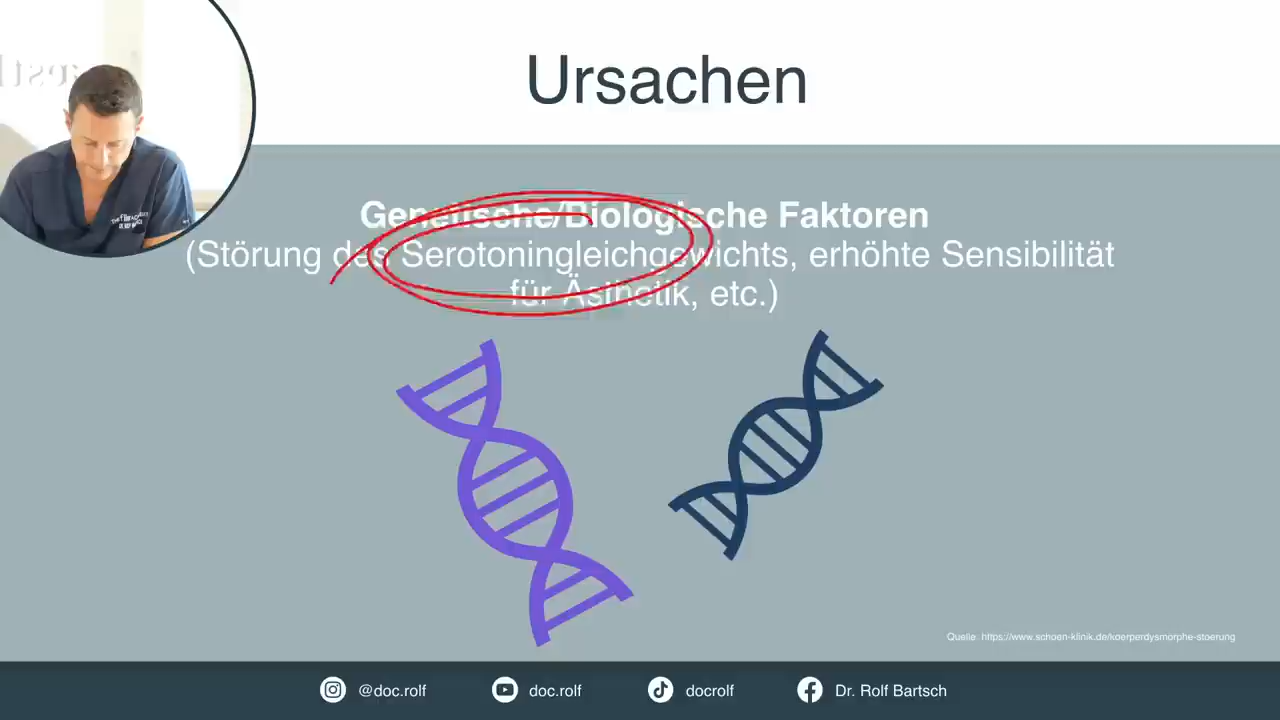 Ursachen
Genetische/Biologische Faktoren
(Störung des Serotoningleichgewichts, erhöhte Sensibilität
für Ästhetik, etc.)
Quelle: https://www.schoen-klinik.de/koerperdysmorphe-stoerung
@doc.rolf
doc.rolf
docrolf
Dr. Rolf Bartsch